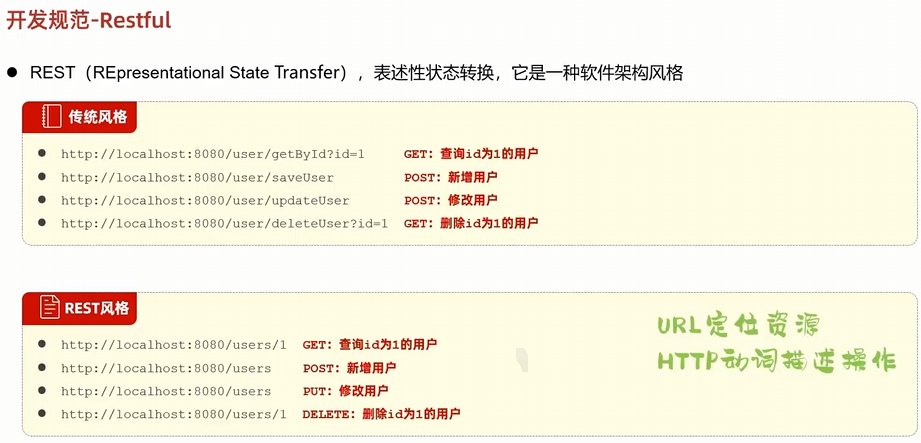 开发规范-Restful
● REST（REpresentational State Transfer），表述性状态转换，它是一种软件架构风格
传统风格
● http://localhost:8080/user/getById?id=1 GET：查询id为1的用户
● http://localhost:8080/user/saveUser POST：新增用户
● http://localhost:8080/user/updateUser POST：修改用户
● http://localhost:8080/user/deleteUser?id=1 GET：删除id为1的用户
REST风格
● http://localhost:8080/users/1 GET：查询id为1的用户
● http://localhost:8080/users POST：新增用户
● http://localhost:8080/users PUT：修改用户
● http://localhost:8080/users/1 DELETE：删除id为1的用户
URL定位资源
HTTP动词描述操作